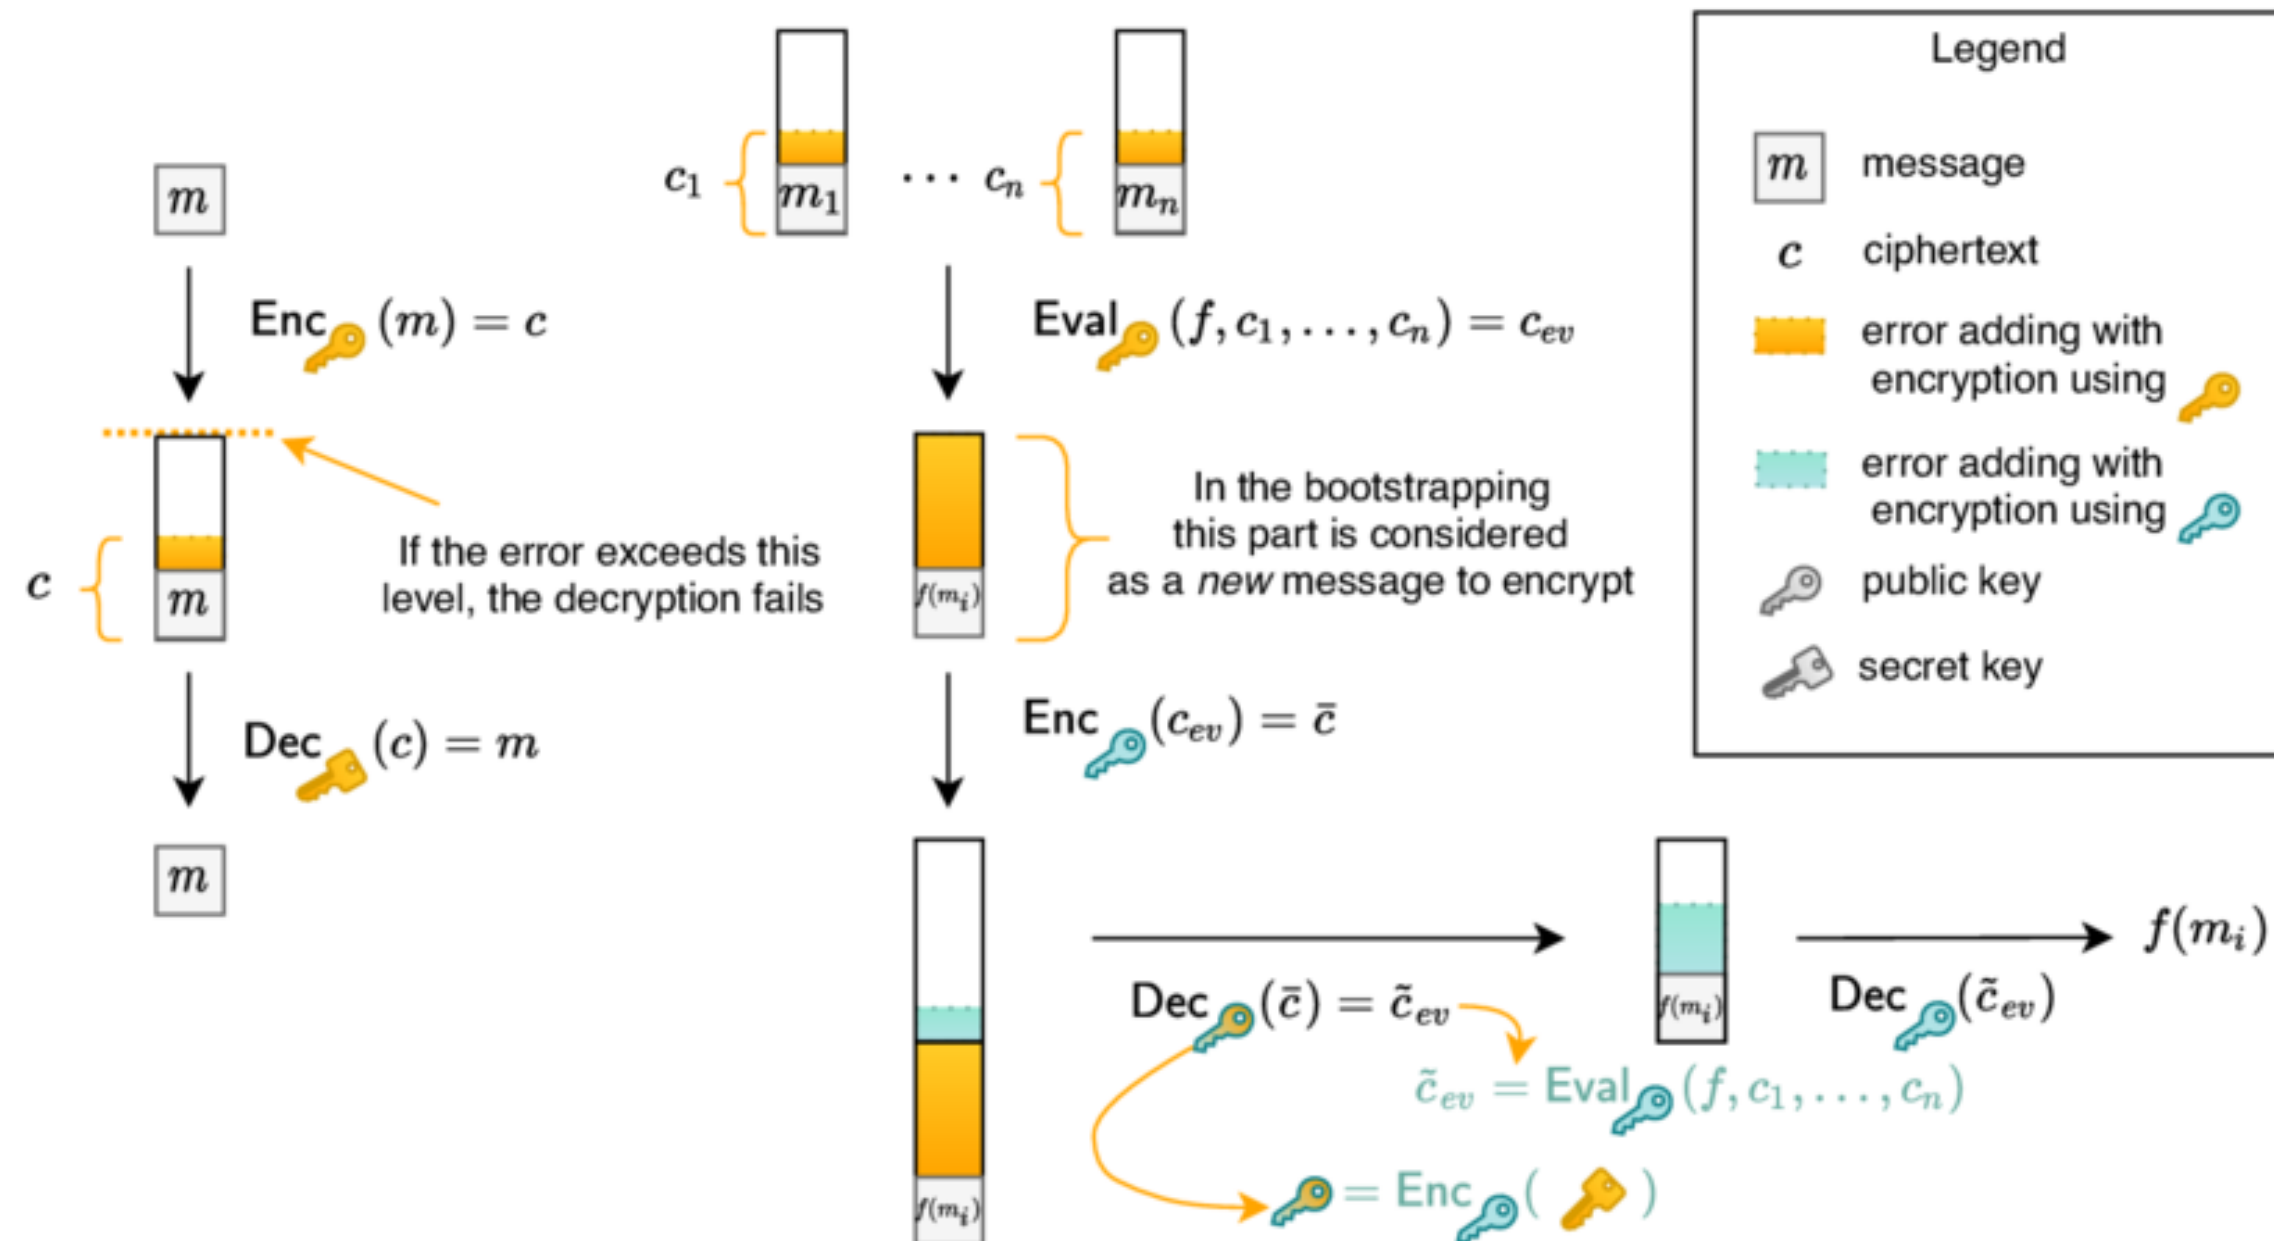 m
Enc (m) = c
If the error exceeds this
level, the decryption fails
c
m
Dec (c) = m
m
c₁ m₁ ⋯ cₙ mₙ
Eval (f, c₁, . . . , cₙ) = c_ev
In the bootstrapping
this part is considered
as a new message to encrypt
f(mᵢ)
Enc (c_ev) = c̄
f(mᵢ)
Dec (c̄) = c̃_ev
c̃_ev = Eval (f, c₁, . . . , cₙ)
= Enc ( )
f(mᵢ)
Dec (c̃_ev)
f(mᵢ)
Legend
m message
c ciphertext
error adding with
encryption using
error adding with
encryption using
public key
secret key